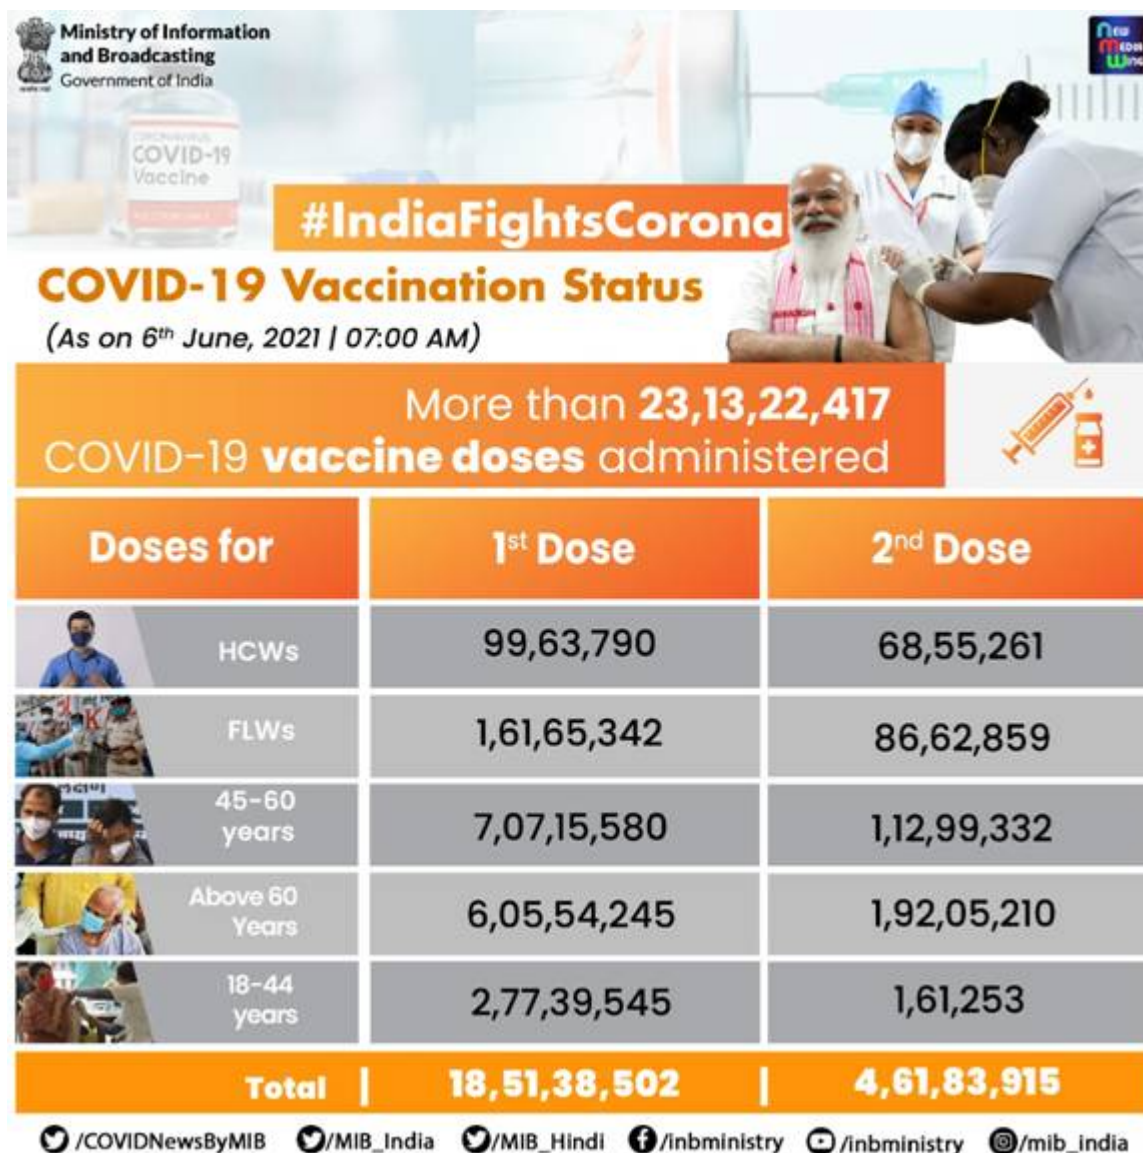 Ministry of Information
and Broadcasting
Government of India
NEW
MEDIA
WING
CORONAVIRUS
COVID-19
Vaccine
#IndiaFightsCorona
COVID-19 Vaccination Status
(As on 6th June, 2021 | 07:00 AM)
More than 23,13,22,417
COVID-19 vaccine doses administered
Doses for 1st Dose 2nd Dose
HCWs 99,63,790 68,55,261
FLWs 1,61,65,342 86,62,859
45-60
years 7,07,15,580 1,12,99,332
Above 60
Years 6,05,54,245 1,92,05,210
18-44
years 2,77,39,545 1,61,253
Total | 18,51,38,502 | 4,61,83,915
/COVIDNewsByMIB /MIB_India /MIB_Hindi /inbministry /inbministry /mib_india